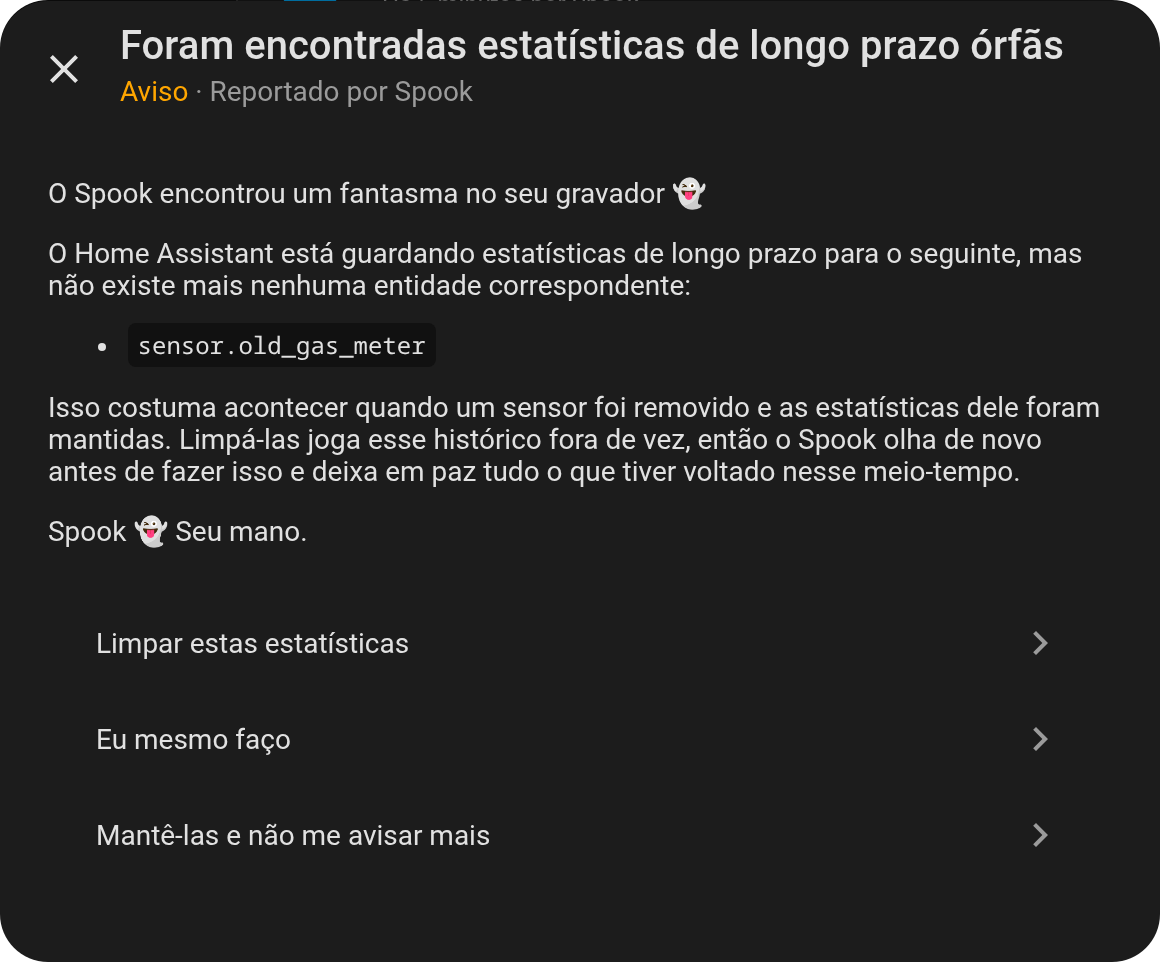 Foram encontradas estatísticas de longo prazo órfãs
Aviso · Reportado por Spook
O Spook encontrou um fantasma no seu gravador 👻
O Home Assistant está guardando estatísticas de longo prazo para o seguinte, mas
não existe mais nenhuma entidade correspondente:
• sensor.old_gas_meter
Isso costuma acontecer quando um sensor foi removido e as estatísticas dele foram
mantidas. Limpá-las joga esse histórico fora de vez, então o Spook olha de novo
antes de fazer isso e deixa em paz tudo o que tiver voltado nesse meio-tempo.
Spook 👻 Seu mano.
Limpar estas estatísticas
Eu mesmo faço
Mantê-las e não me avisar mais